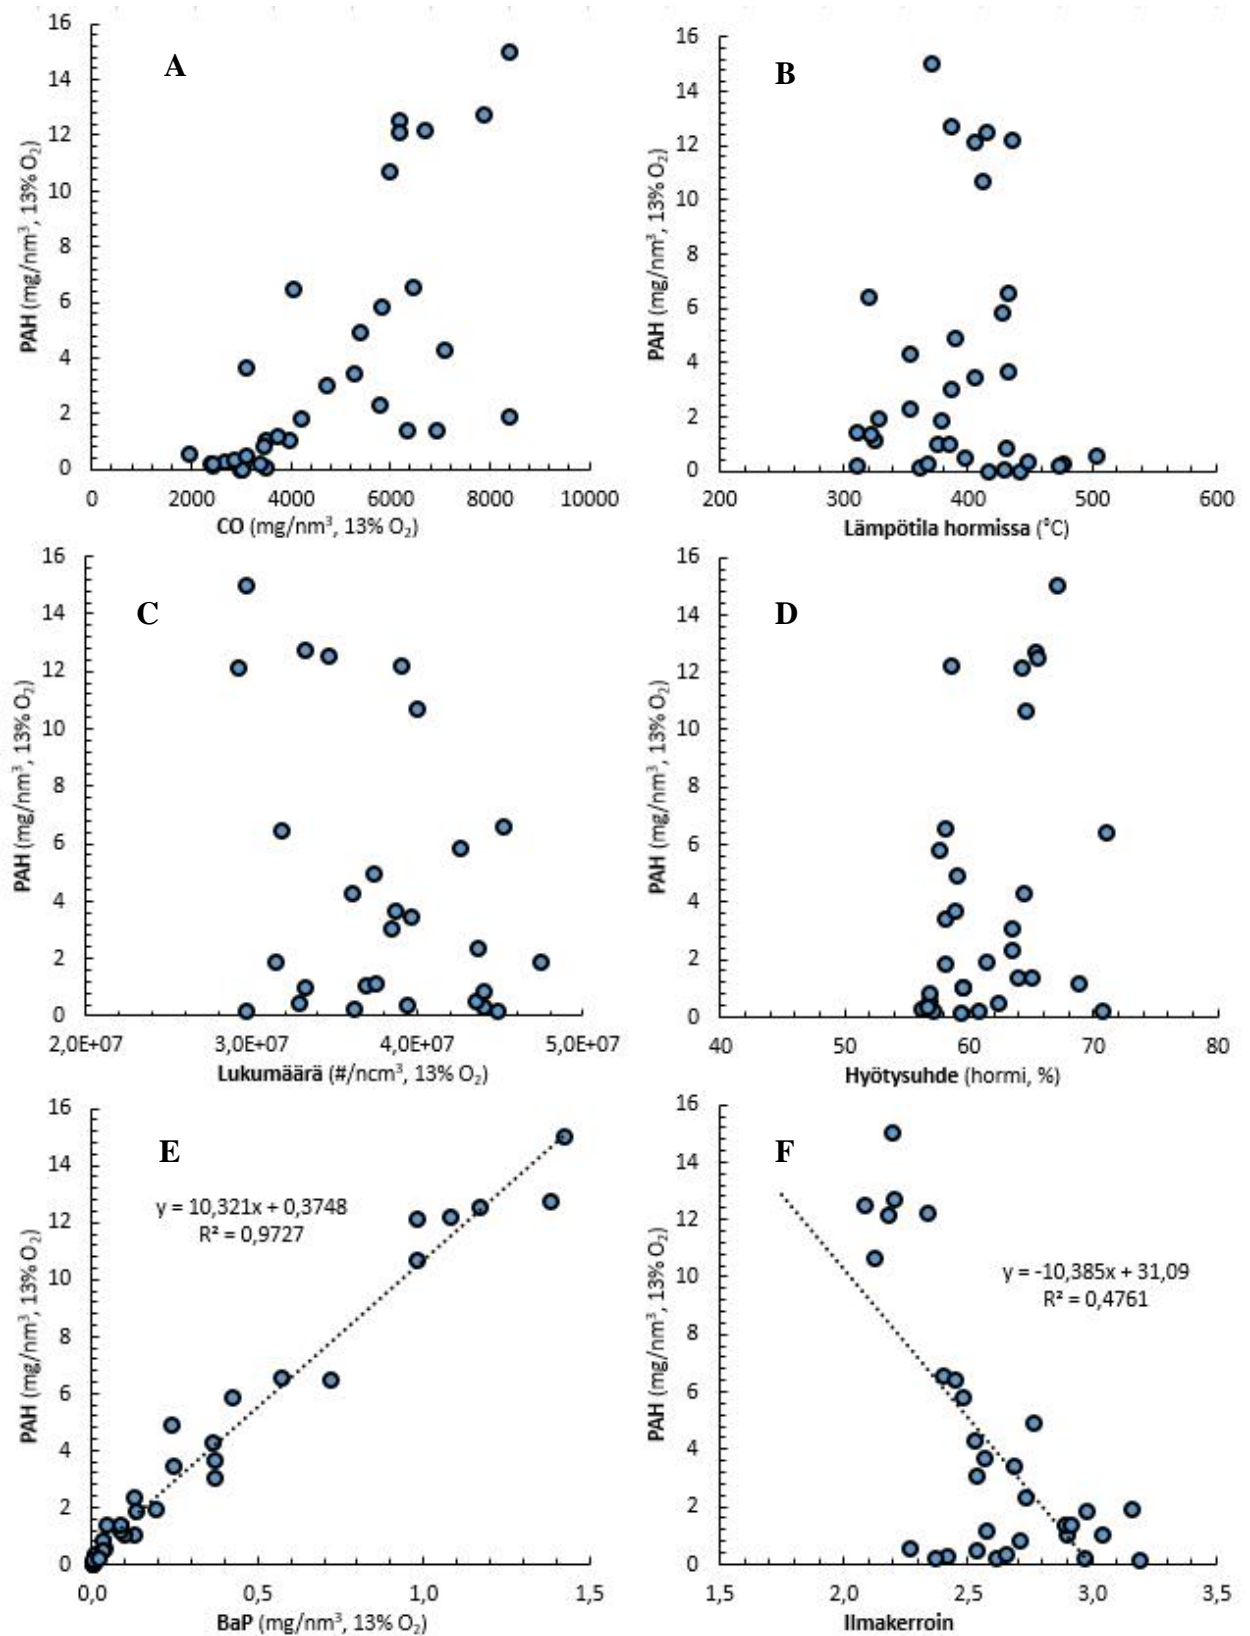 A
PAH (mg/nm³, 13% O₂)
16
14
12
10
8
6
4
2
0
0 2000 4000 6000 8000 10000
CO (mg/nm³, 13% O₂)
B
PAH (mg/nm³, 13% O₂)
16
14
12
10
8
6
4
2
0
200 300 400 500 600
Lämpötila hormissa (°C)
C
PAH (mg/nm³, 13% O₂)
16
14
12
10
8
6
4
2
0
2,0E+07 3,0E+07 4,0E+07 5,0E+07
Lukumäärä (#/ncm³, 13% O₂)
D
PAH (mg/nm³, 13% O₂)
16
14
12
10
8
6
4
2
0
40 50 60 70 80
Hyötysuhde (hormi, %)
E
y = 10,321x + 0,3748
R² = 0,9727
PAH (mg/nm³, 13% O₂)
16
14
12
10
8
6
4
2
0
0,0 0,5 1,0 1,5
BaP (mg/nm³, 13% O₂)
F
y = -10,385x + 31,09
R² = 0,4761
PAH (mg/nm³, 13% O₂)
16
14
12
10
8
6
4
2
0
1,5 2,0 2,5 3,0 3,5
Ilmakerroin